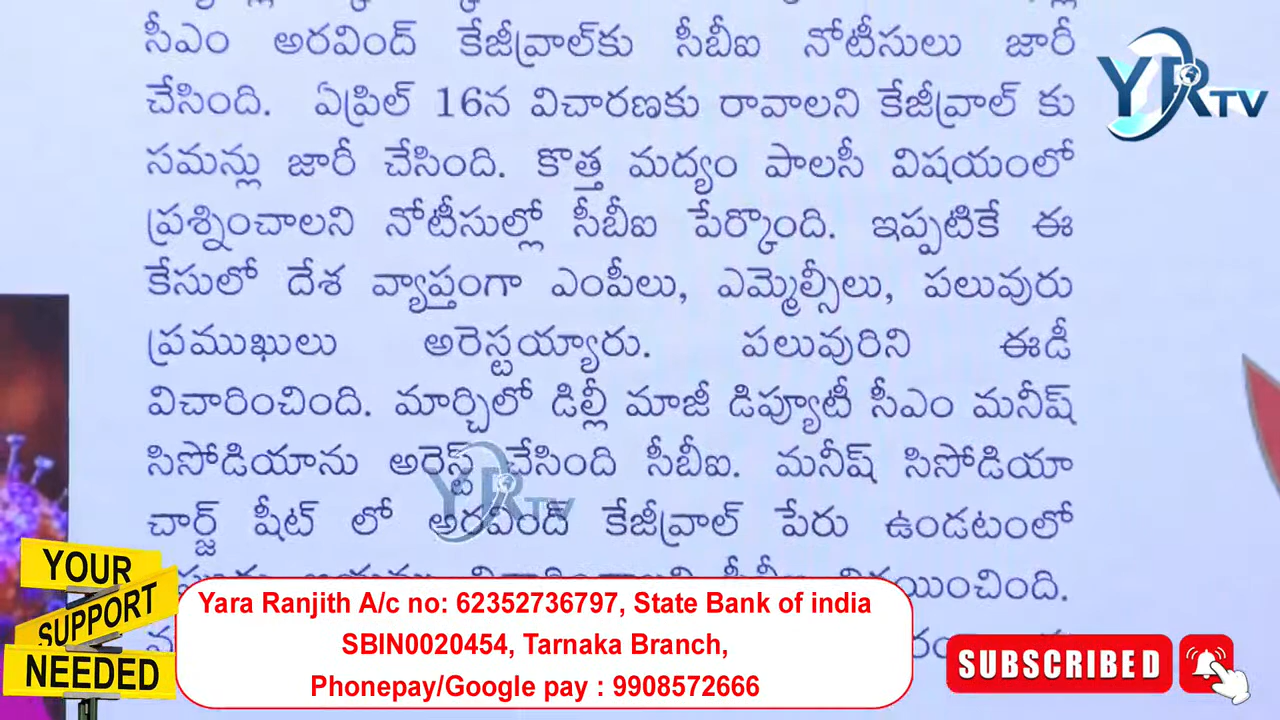 సీఎం అరవింద్ కేజ్రీవాల్‌కు సీబీఐ నోటీసులు జారీ
చేసింది. ఏప్రిల్ 16న విచారణకు రావాలని కేజ్రీవాల్ కు
సమన్లు జారీ చేసింది. కొత్త మద్యం పాలసీ విషయంలో
ప్రశ్నించాలని నోటీసుల్లో సీబీఐ పేర్కొంది. ఇప్పటికే ఈ
కేసులో దేశ వ్యాప్తంగా ఎంపీలు, ఎమ్మెల్సీలు, పలువురు
ప్రముఖులు అరెస్టయ్యారు. పలువురిని ఈడీ
విచారించింది. మార్చిలో డిల్లీ మాజీ డిప్యూటీ సీఎం మనీష్
సిసోడియాను అరెస్ట్ చేసింది సీబీఐ. మనీష్ సిసోడియా
చార్జ్ షీట్ లో అరవింద్ కేజ్రీవాల్ పేరు ఉండటంలో
YRTV
YRTV
YOUR
SUPPORT
NEEDED
Yara Ranjith A/c no: 62352736797, State Bank of india
SBIN0020454, Tarnaka Branch,
Phonepay/Google pay : 9908572666
SUBSCRIBED